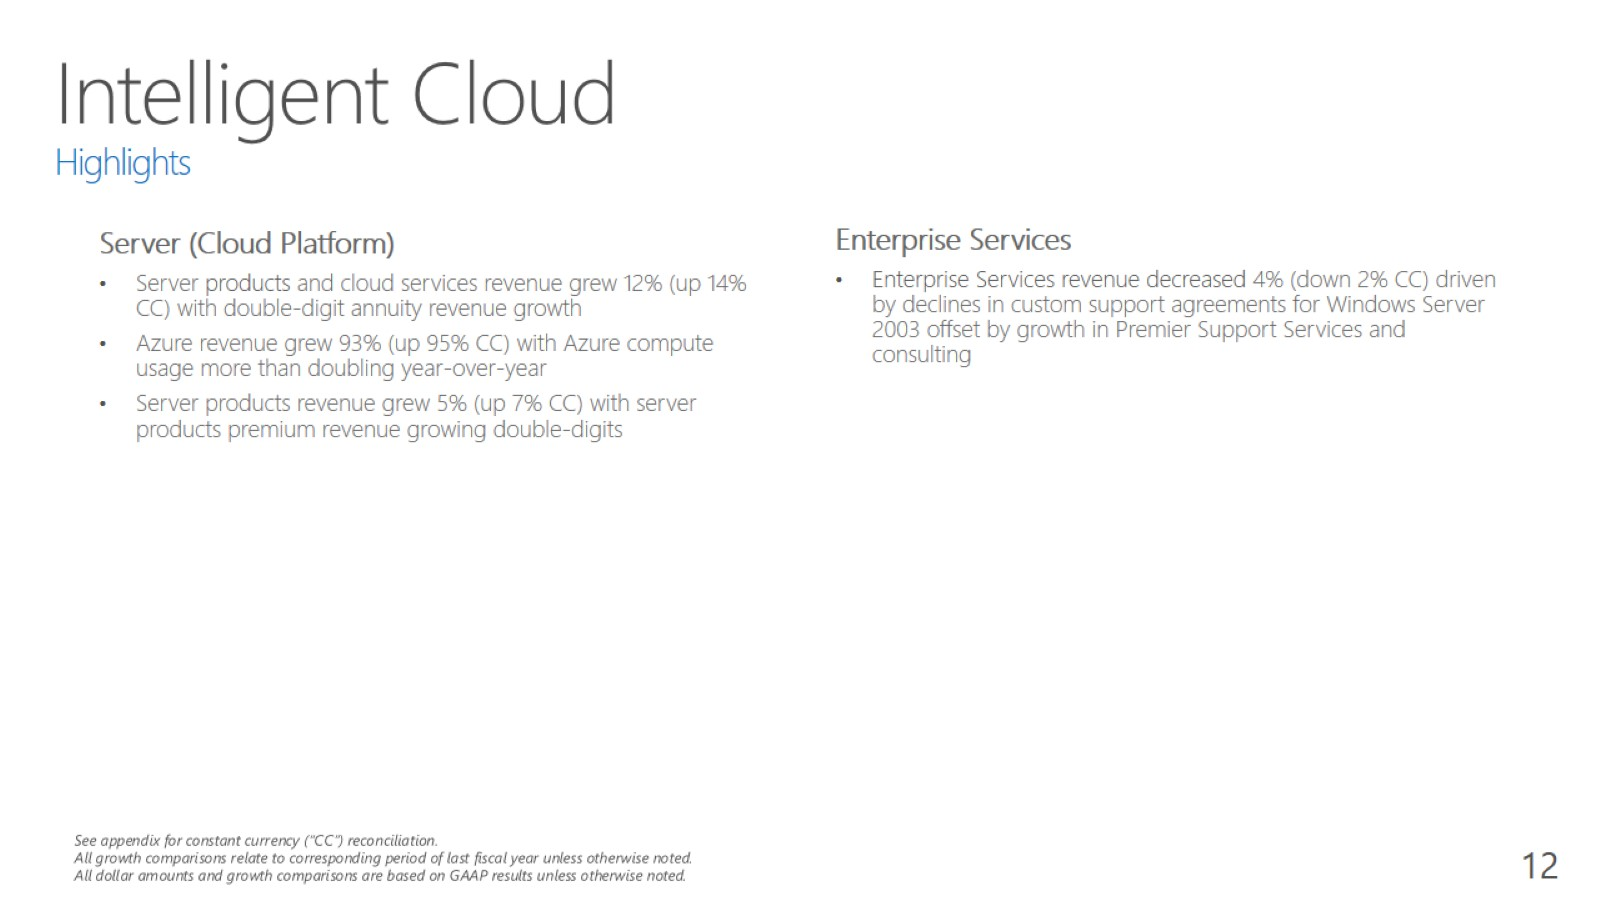 Intelligent Cloud
Highlights
Server (Cloud Platform)
• Server products and cloud services revenue grew 12% (up 14%
CC) with double-digit annuity revenue growth
• Azure revenue grew 93% (up 95% CC) with Azure compute
usage more than doubling year-over-year
• Server products revenue grew 5% (up 7% CC) with server
products premium revenue growing double-digits
Enterprise Services
• Enterprise Services revenue decreased 4% (down 2% CC) driven
by declines in custom support agreements for Windows Server
2003 offset by growth in Premier Support Services and
consulting
See appendix for constant currency ("CC") reconciliation.
All growth comparisons relate to corresponding period of last fiscal year unless otherwise noted.
All dollar amounts and growth comparisons are based on GAAP results unless otherwise noted.
12